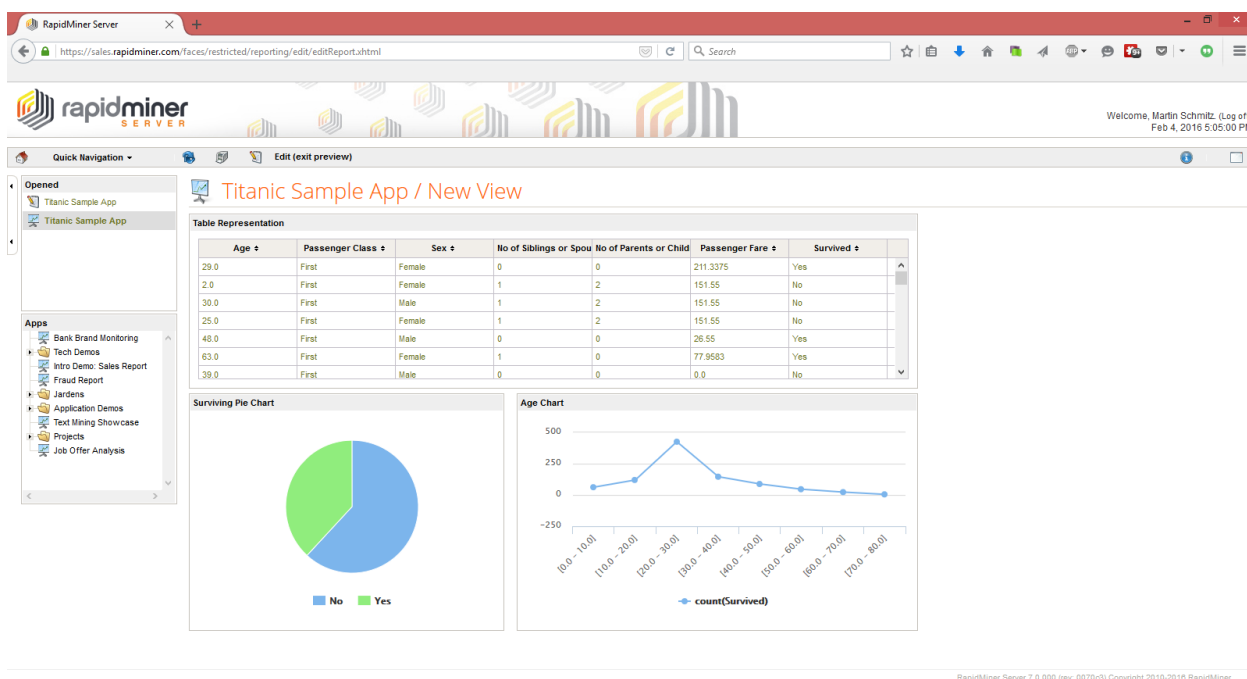 RapidMiner Server
https://sales.rapidminer.com/faces/restricted/reporting/edit/editReport.xhtml
Search
rapidminer
SERVER
Welcome, Martin Schmitz. (Log of
Feb 4, 2016 5:05:00 PM
Quick Navigation
Edit (exit preview)
Opened
Titanic Sample App
Titanic Sample App
Apps
Bank Brand Monitoring
Tech Demos
Intro Demo: Sales Report
Fraud Report
Jardens
Application Demos
Text Mining Showcase
Projects
Job Offer Analysis
Titanic Sample App / New View
Table Representation
Age Passenger Class Sex No of Siblings or Spou No of Parents or Child Passenger Fare Survived
29.0 First Female 0 0 211.3375 Yes
2.0 First Female 1 2 151.55 No
30.0 First Male 1 2 151.55 No
25.0 First Female 1 2 151.55 No
48.0 First Male 0 0 26.55 Yes
63.0 First Female 1 0 77.9583 Yes
39.0 First Male 0 0 0.0 No
Surviving Pie Chart
No Yes
Age Chart
500
250
0
−250
[0.0 - 10.0] [10.0 - 20.0] [20.0 - 30.0] [30.0 - 40.0] [40.0 - 50.0] [50.0 - 60.0] [60.0 - 70.0] [70.0 - 80.0]
count(Survived)
RapidMiner Server 7.0.000 Copyright 2010-2016 RapidMiner